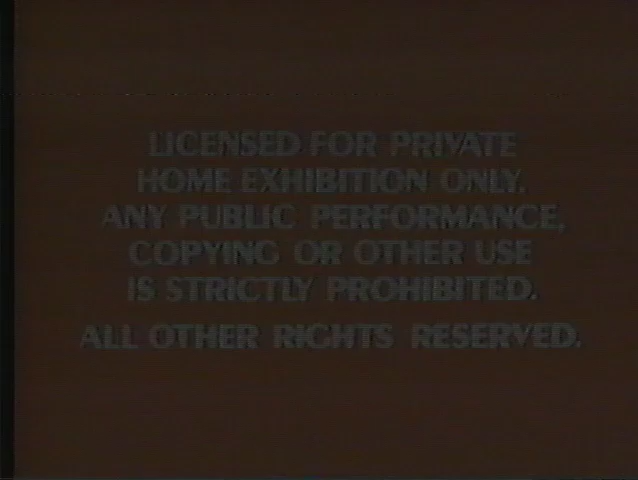 LICENSED FOR PRIVATE
HOME EXHIBITION ONLY.
ANY PUBLIC PERFORMANCE,
COPYING OR OTHER USE
IS STRICTLY PROHIBITED.
ALL OTHER RIGHTS RESERVED.